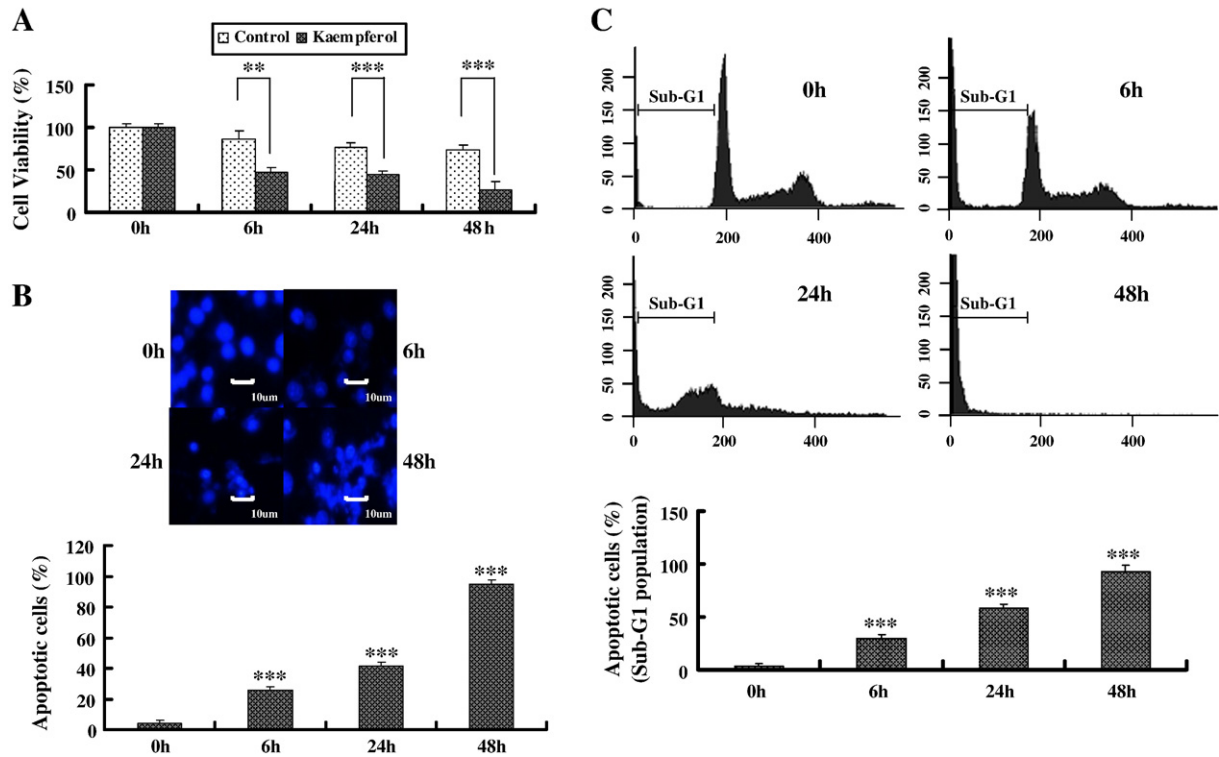 A
Control Kaempferol
Cell Viability (%)
150
100
50
0
** *** ***
0h 6h 24h 48h
B
0h 6h
10um 10um
24h 48h
10um 10um
Apoptotic cells (%)
120
100
80
60
40
20
0
*** *** ***
0h 6h 24h 48h
C
0h
Sub-G1
200
150
100
50
0
0 200 400
6h
Sub-G1
200
150
100
50
0
0 200 400
24h
Sub-G1
200
150
100
50
0
0 200 400
48h
Sub-G1
200
150
100
50
0
0 200 400
Apoptotic cells (%)
(Sub-G1 population)
150
100
50
0
*** *** ***
0h 6h 24h 48h